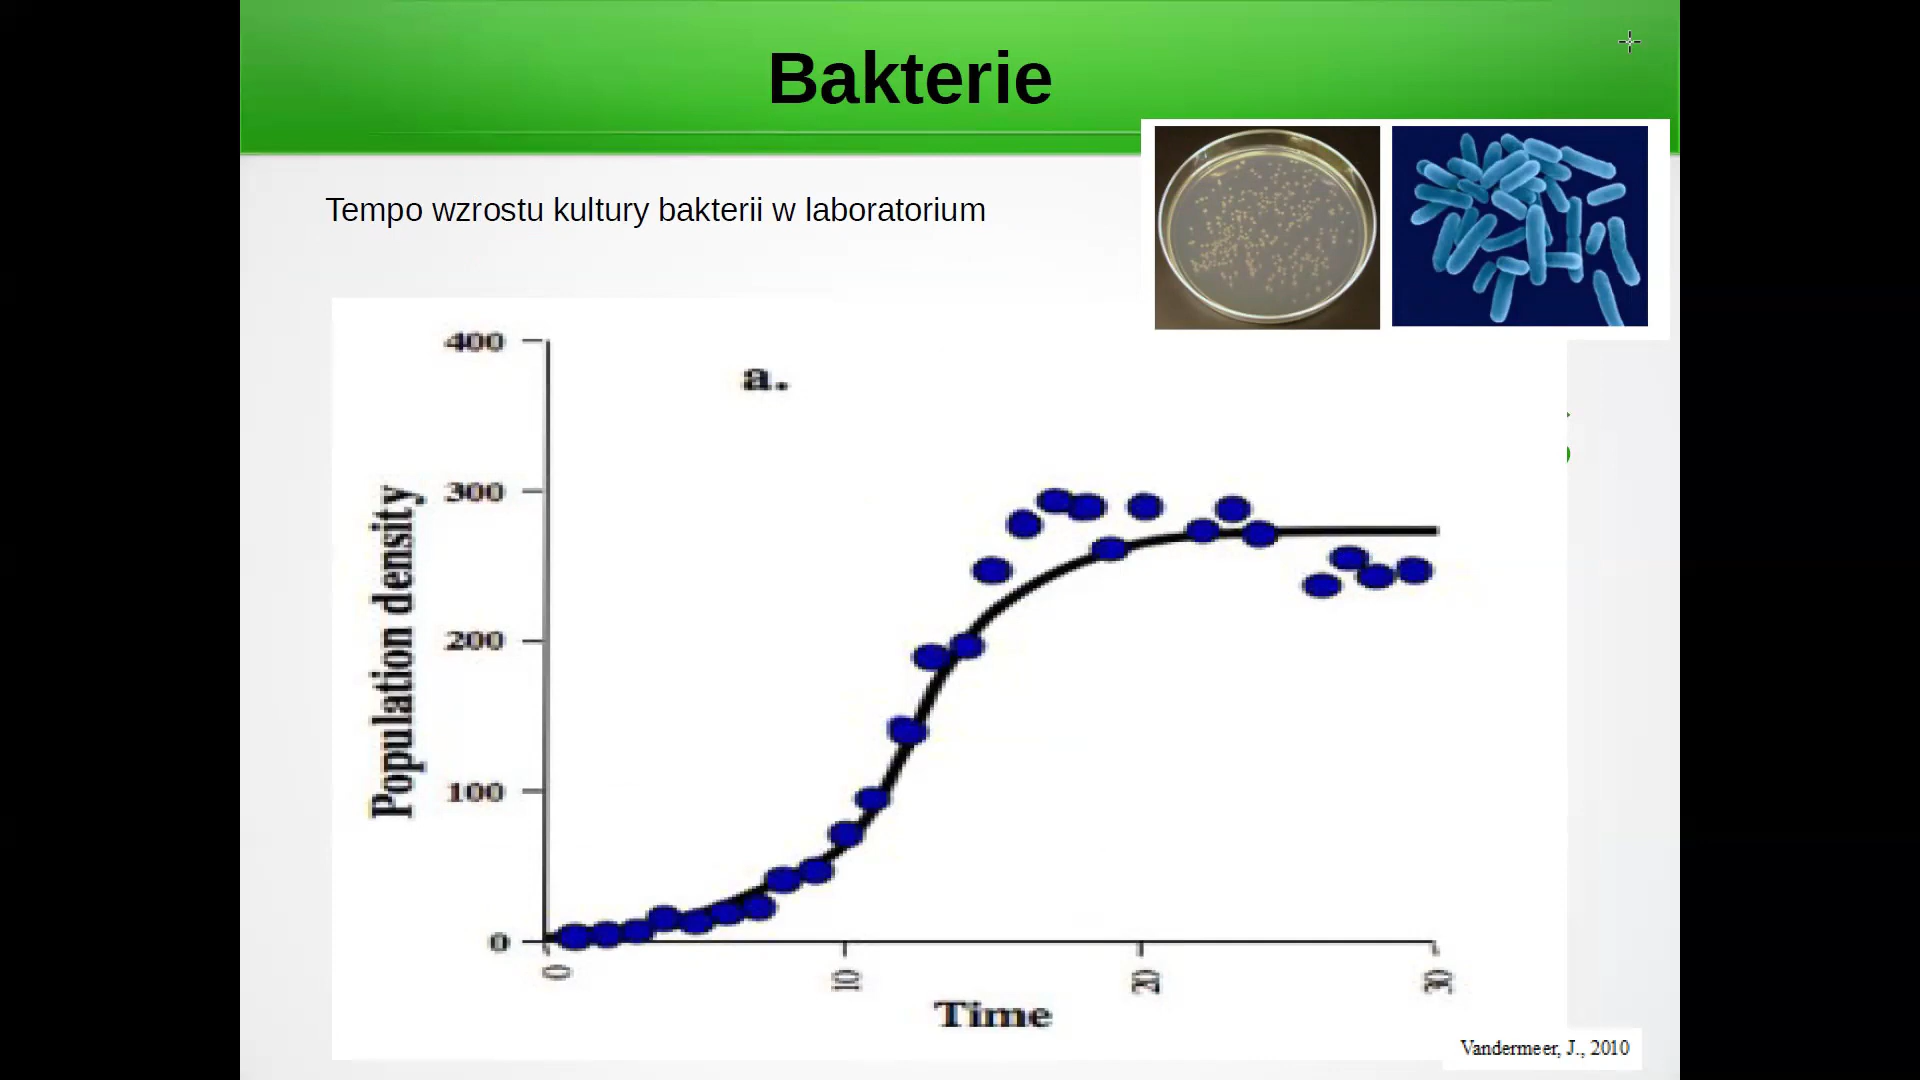 Bakterie
Tempo wzrostu kultury bakterii w laboratorium
a.
Population density
400
300
200
100
0
0
10
20
30
Time
Vandermeer, J., 2010